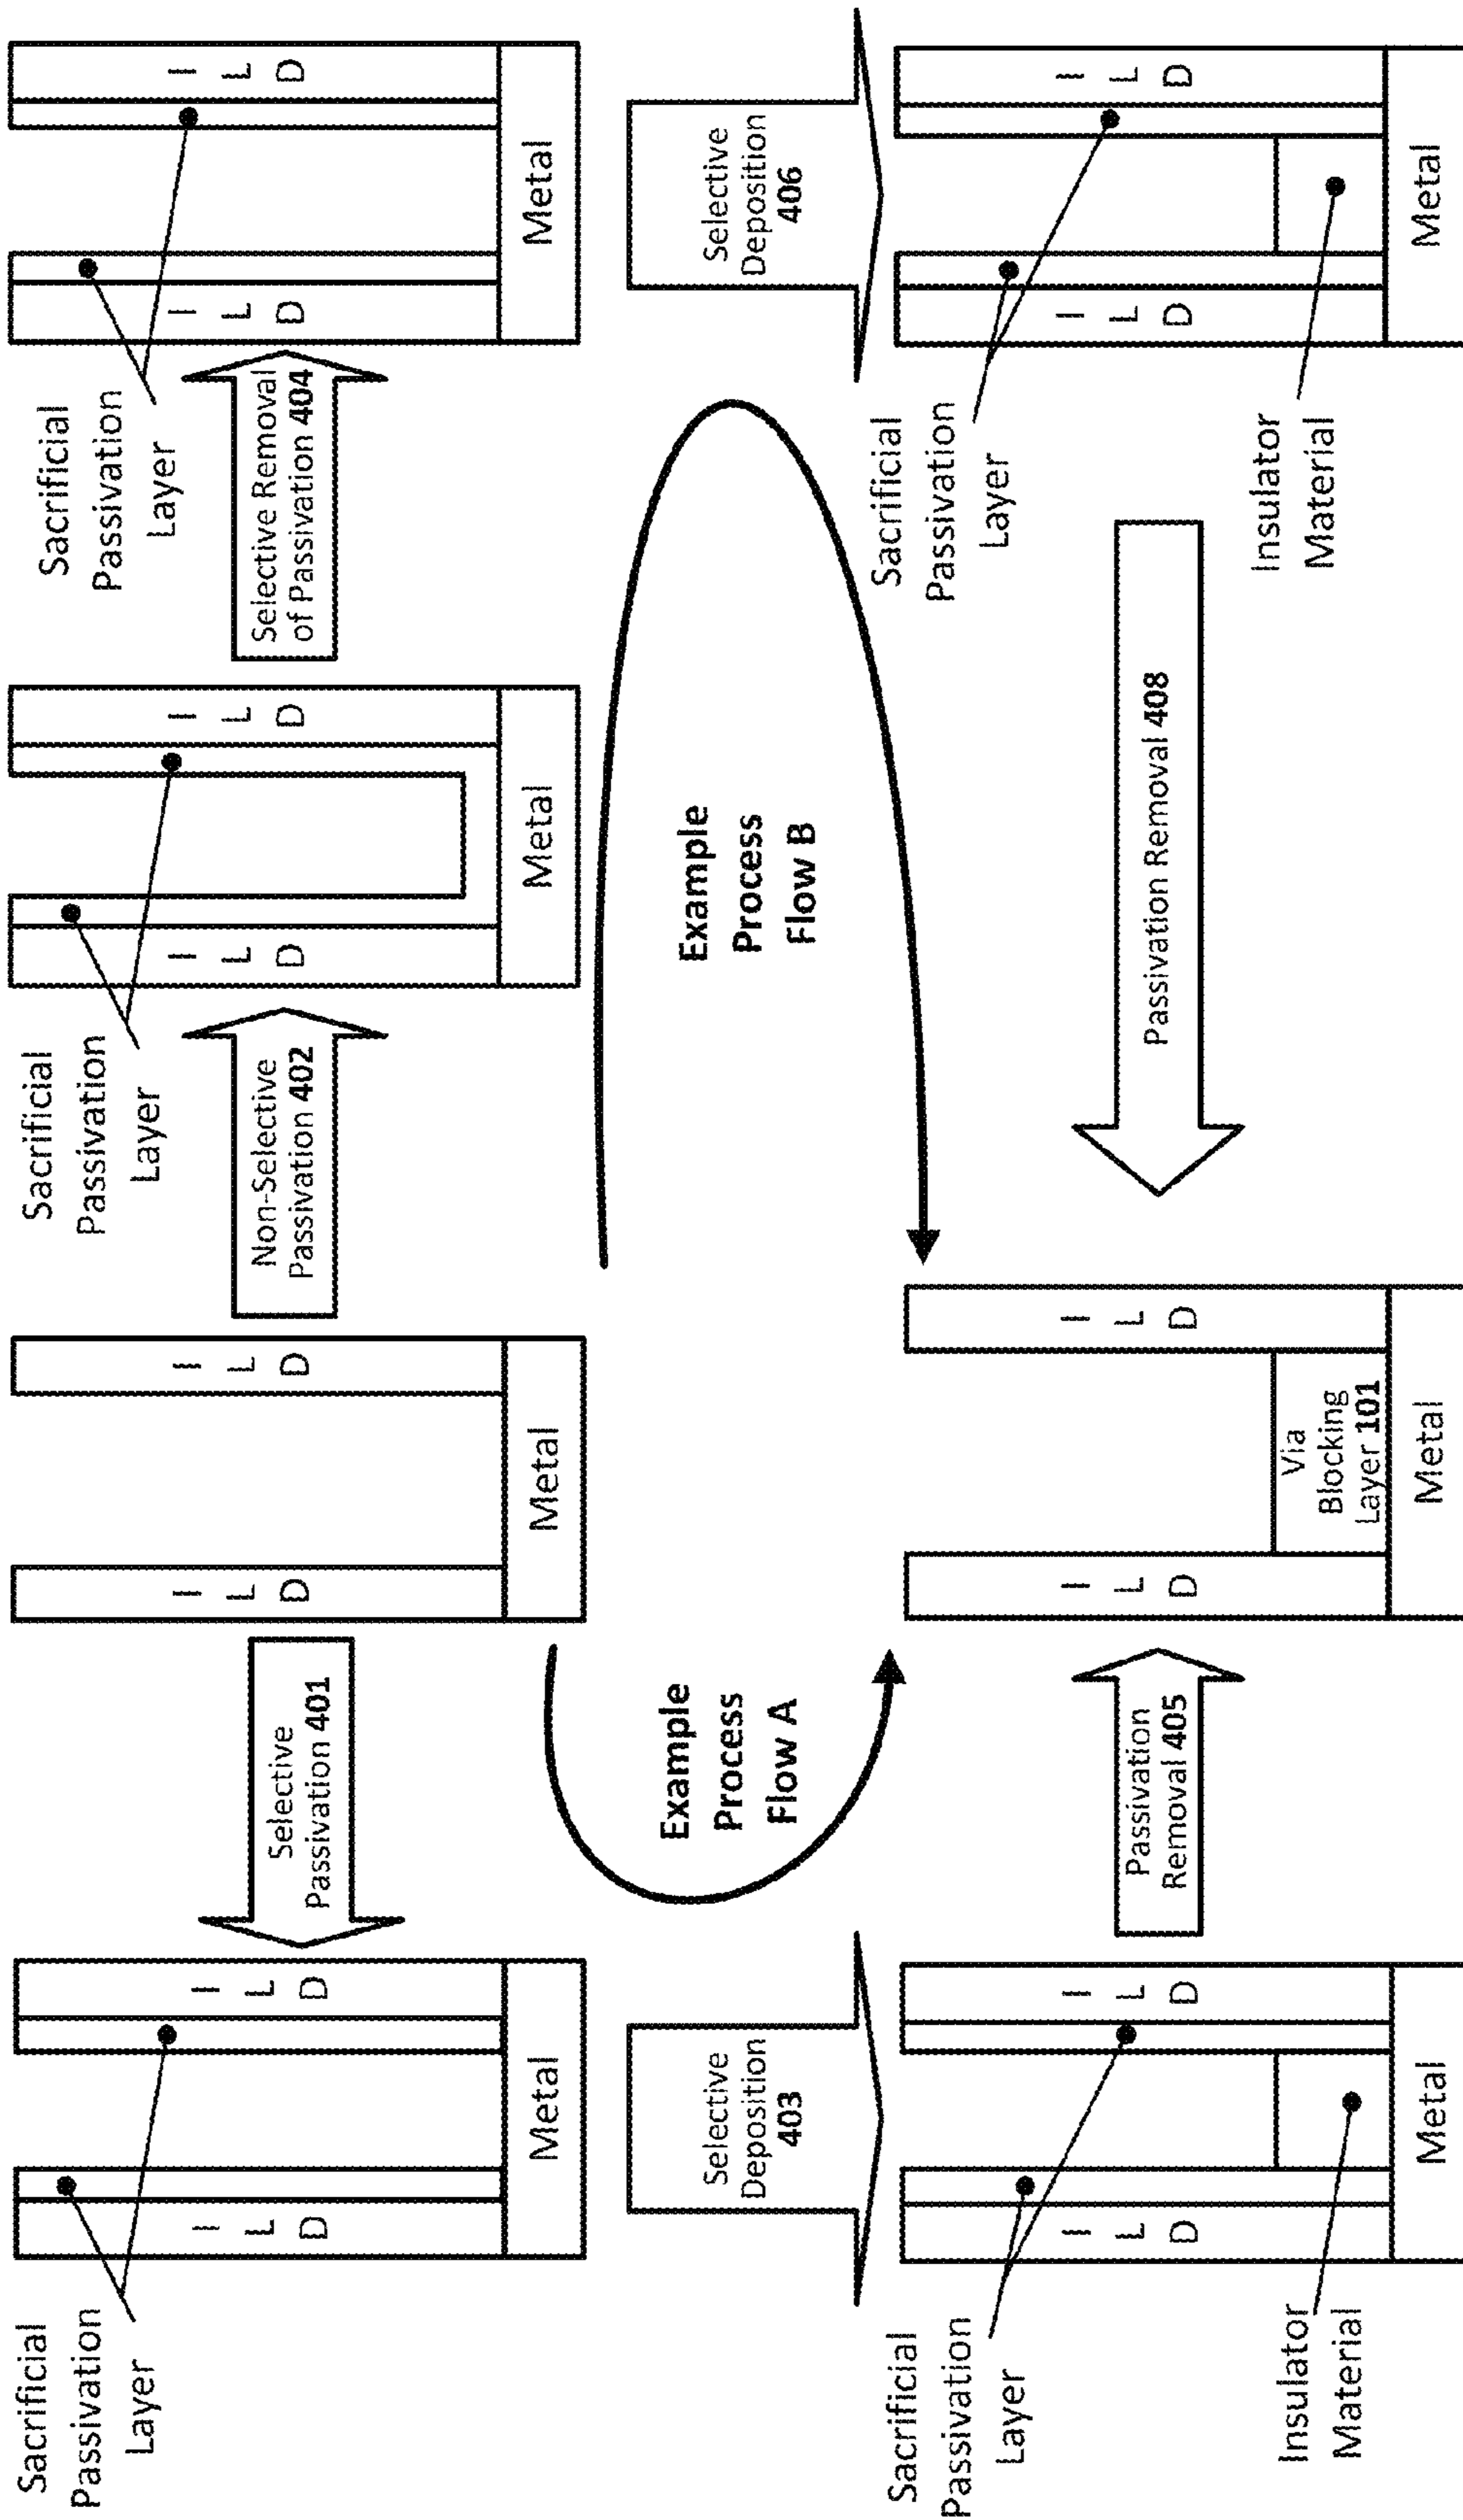 Sacrificial
Passivation
Layer
I
L
D
I
L
D
Metal
Selective
Passivation 401
I
L
D
I
L
D
Metal
Non-Selective
Passivation 402
Sacrificial
Passivation
Layer
I
L
D
I
L
D
Metal
Selective Removal
of Passivation 404
Sacrificial
Passivation
Layer
I
L
D
I
L
D
Metal
Selective
Deposition
403
Example
Process
Flow A
Example
Process
Flow B
Selective
Deposition
406
Sacrificial
Passivation
Layer
Insulator
Material
I
L
D
I
L
D
Metal
Passivation
Removal 405
I
L
D
Via
Blocking
Layer 101
I
L
D
Metal
Passivation Removal 408
Sacrificial
Passivation
Layer
Insulator
Material
I
L
D
I
L
D
Metal